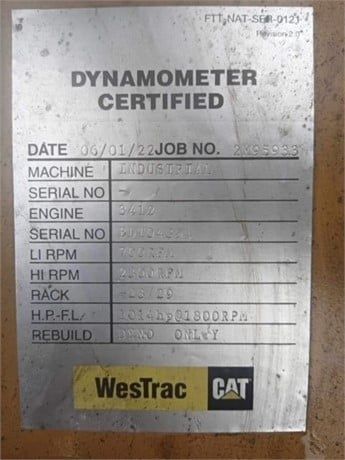 FTT-NAT-SER-0121
Revision 2.0
DYNAMOMETER
CERTIFIED
DATE 06/01/22 JOB NO.
MACHINE INDUSTRIAL
SERIAL NO -
ENGINE 3412
SERIAL NO
LI RPM 700RPM
HI RPM
RACK
H.P.-F.L. 1014hp@1800RPM
REBUILD DYNO ONLY
WesTrac CAT